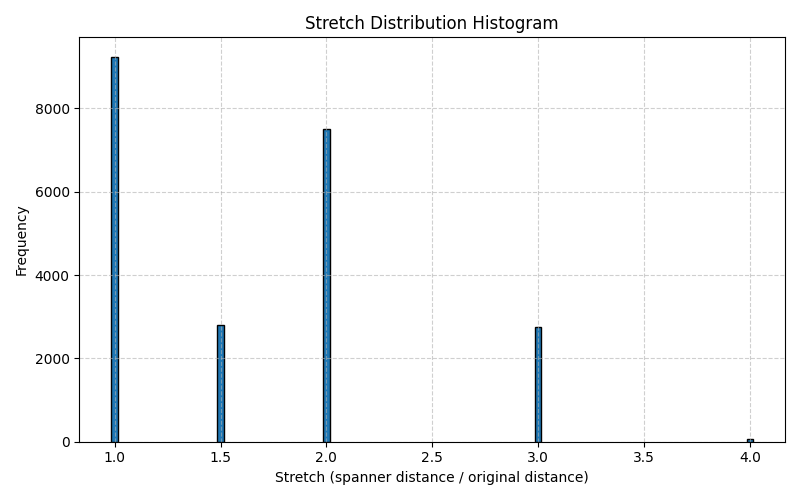 Stretch Distribution Histogram
Frequency
8000
6000
4000
2000
0
1.0 1.5 2.0 2.5 3.0 3.5 4.0
Stretch (spanner distance / original distance)